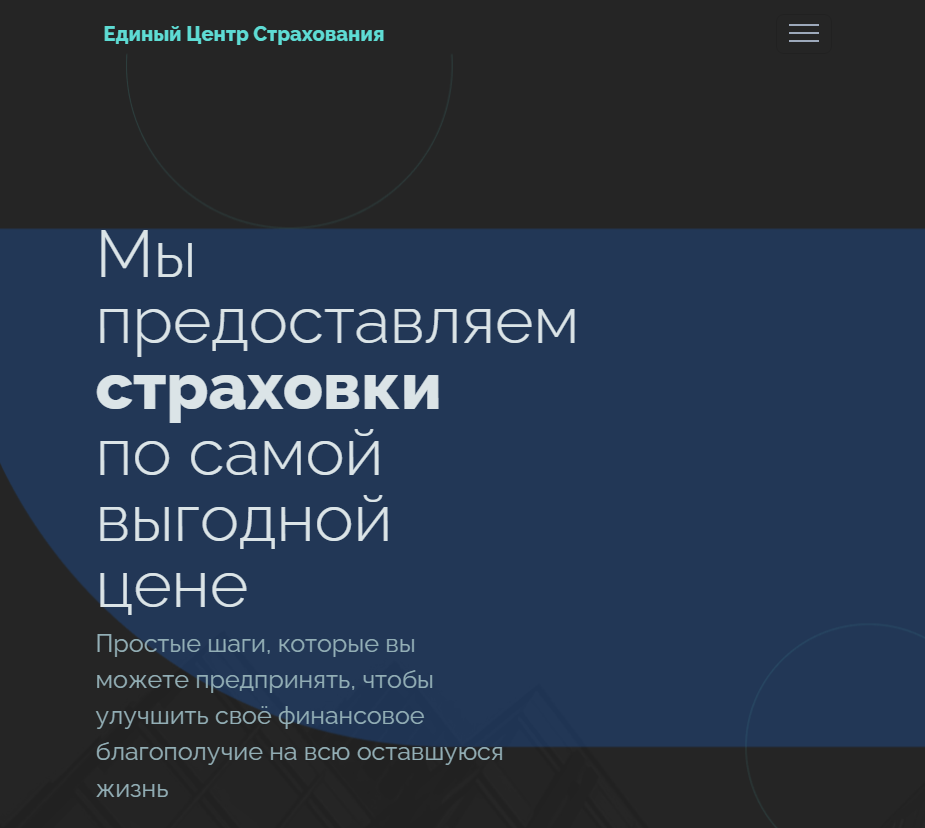 Единый Центр Страхования
Мы
предоставляем
страховки
по самой
выгодной
цене
Простые шаги, которые вы
можете предпринять, чтобы
улучшить своё финансовое
благополучие на всю оставшуюся
жизнь